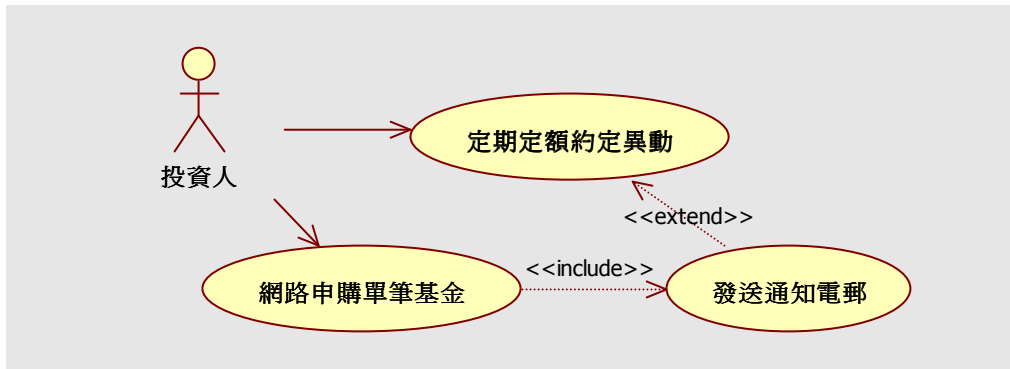 定期定額約定異動
投資人
<<extend>>
<<include>>
網路申購單筆基金
發送通知電郵